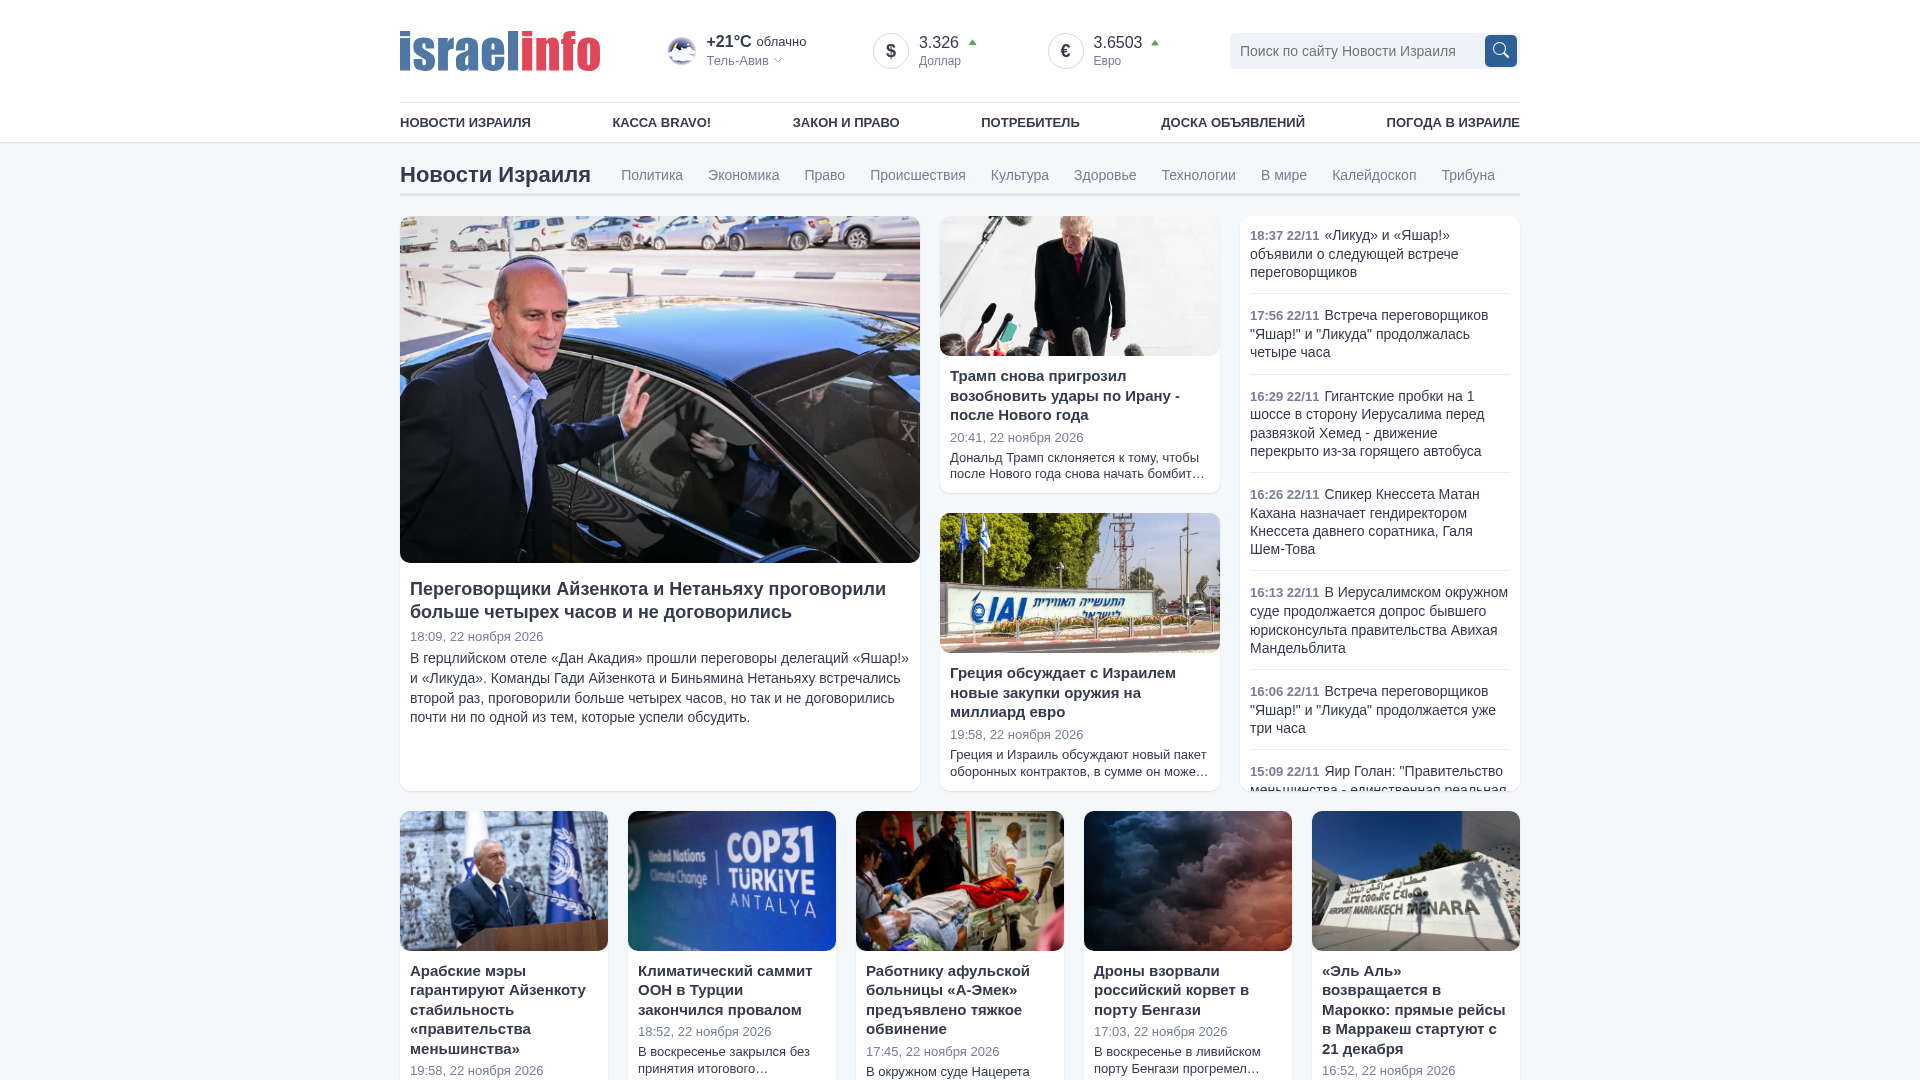 israelinfo
+21°C облачно
Тель-Авив
$
3.326
Доллар
€
3.6503
Евро
Поиск по сайту Новости Израиля
НОВОСТИ ИЗРАИЛЯ
КАССА BRAVO!
ЗАКОН И ПРАВО
ПОТРЕБИТЕЛЬ
ДОСКА ОБЪЯВЛЕНИЙ
ПОГОДА В ИЗРАИЛЕ
Новости Израиля
Политика
Экономика
Право
Происшествия
Культура
Здоровье
Технологии
В мире
Калейдоскоп
Трибуна
Переговорщики Айзенкота и Нетаньяху проговорили
больше четырех часов и не договорились
18:09, 22 ноября 2026
В герцлийском отеле «Дан Акадия» прошли переговоры делегаций «Яшар!»
и «Ликуда». Команды Гади Айзенкота и Биньямина Нетаньяху встречались
второй раз, проговорили больше четырех часов, но так и не договорились
почти ни по одной из тем, которые успели обсудить.
Трамп снова пригрозил
возобновить удары по Ирану -
после Нового года
20:41, 22 ноября 2026
Дональд Трамп склоняется к тому, чтобы
после Нового года снова начать бомбит…
IAI
התעשייה האווירית
לישראל
Греция обсуждает с Израилем
новые закупки оружия на
миллиард евро
19:58, 22 ноября 2026
Греция и Израиль обсуждают новый пакет
оборонных контрактов, в сумме он може…
18:37 22/11 «Ликуд» и «Яшар!»
объявили о следующей встрече
переговорщиков
17:56 22/11 Встреча переговорщиков
"Яшар!" и "Ликуда" продолжалась
четыре часа
16:29 22/11 Гигантские пробки на 1
шоссе в сторону Иерусалима перед
развязкой Хемед - движение
перекрыто из-за горящего автобуса
16:26 22/11 Спикер Кнессета Матан
Кахана назначает гендиректором
Кнессета давнего соратника, Галя
Шем-Това
16:13 22/11 В Иерусалимском окружном
суде продолжается допрос бывшего
юрисконсульта правительства Авихая
Мандельблита
16:06 22/11 Встреча переговорщиков
"Яшар!" и "Ликуда" продолжается уже
три часа
15:09 22/11 Яир Голан: "Правительство
меньшинства - единственная реальная
Арабские мэры
гарантируют Айзенкоту
стабильность
«правительства
меньшинства»
19:58, 22 ноября 2026
United Nations
Climate Change
COP31
TÜRKİYE
ANTALYA
Климатический саммит
ООН в Турции
закончился провалом
18:52, 22 ноября 2026
В воскресенье закрылся без
принятия итогового…
Работнику афульской
больницы «А-Эмек»
предъявлено тяжкое
обвинение
17:45, 22 ноября 2026
В окружном суде Нацерета
Дроны взорвали
российский корвет в
порту Бенгази
17:03, 22 ноября 2026
В воскресенье в ливийском
порту Бенгази прогремел…
AEROPORT MARRAKECH MENARA
«Эль Аль»
возвращается в
Марокко: прямые рейсы
в Марракеш стартуют с
21 декабря
16:52, 22 ноября 2026